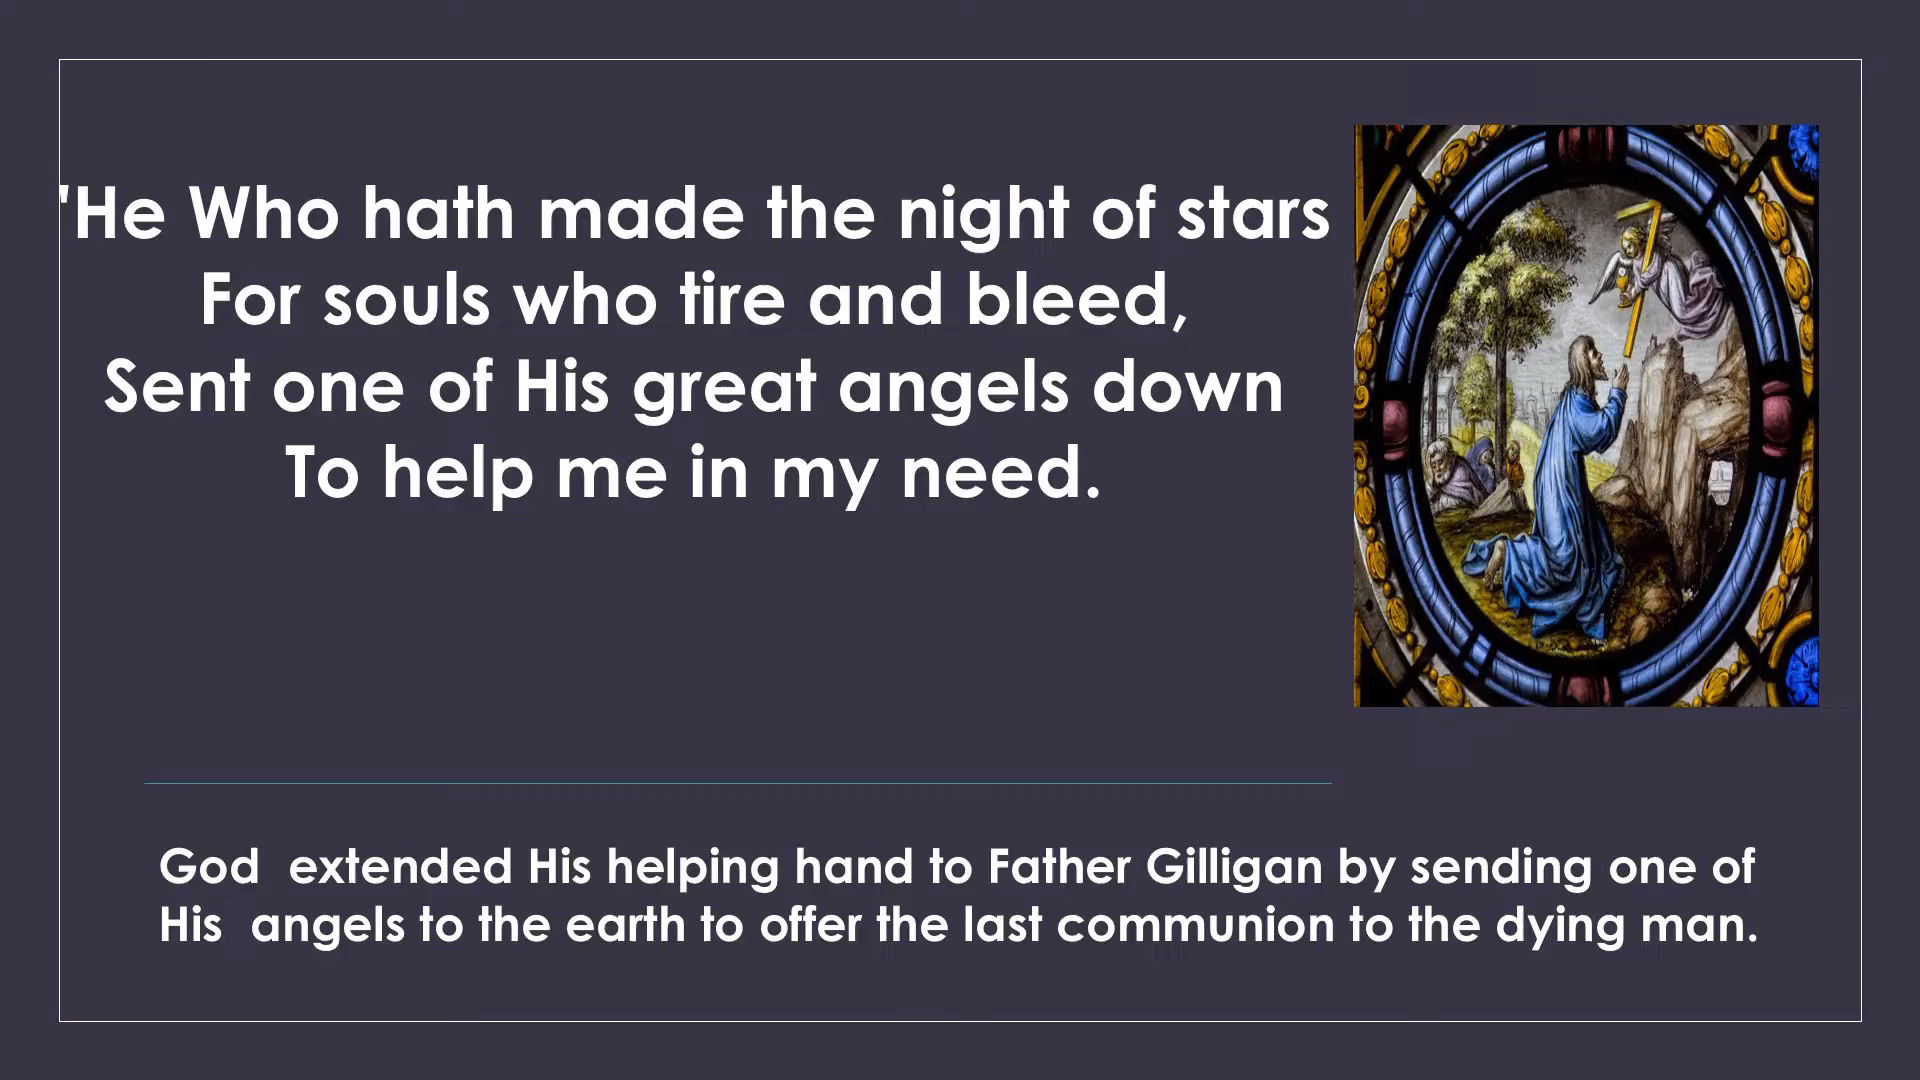 'He Who hath made the night of stars
For souls who tire and bleed,
Sent one of His great angels down
To help me in my need.
God  extended His helping hand to Father Gilligan by sending one of
His  angels to the earth to offer the last communion to the dying man.